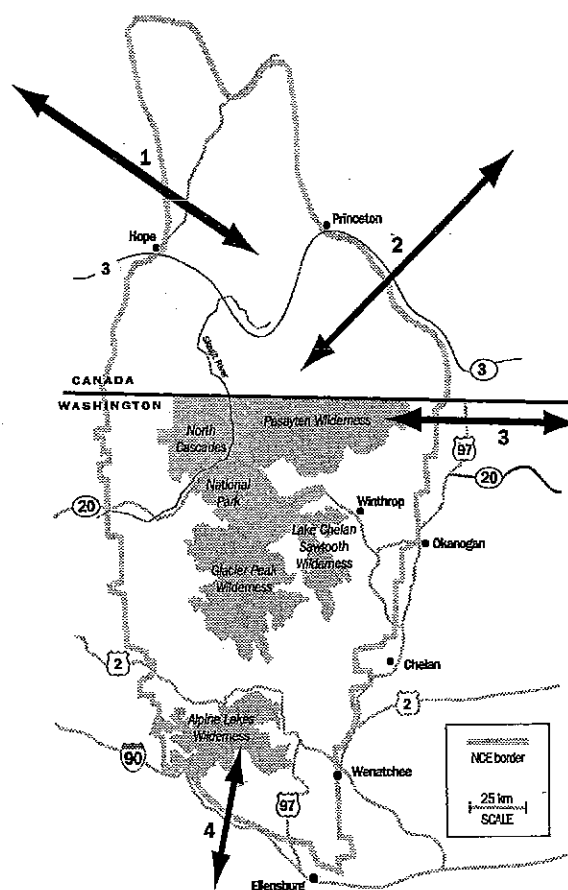 1
Hope
Princeton
2
3
Skagit River
3
CANADA
WASHINGTON
North
Cascades
Pasayten Wilderness
3
97
National
Park
20
20
Winthrop
Lake Chelan
Sawtooth
Wilderness
Okanogan
Glacier Peak
Wilderness
2
Chelan
Alpine Lakes
Wilderness
2
90
Wenatchee
NCE border
25 km
SCALE
4
97
Ellensburg